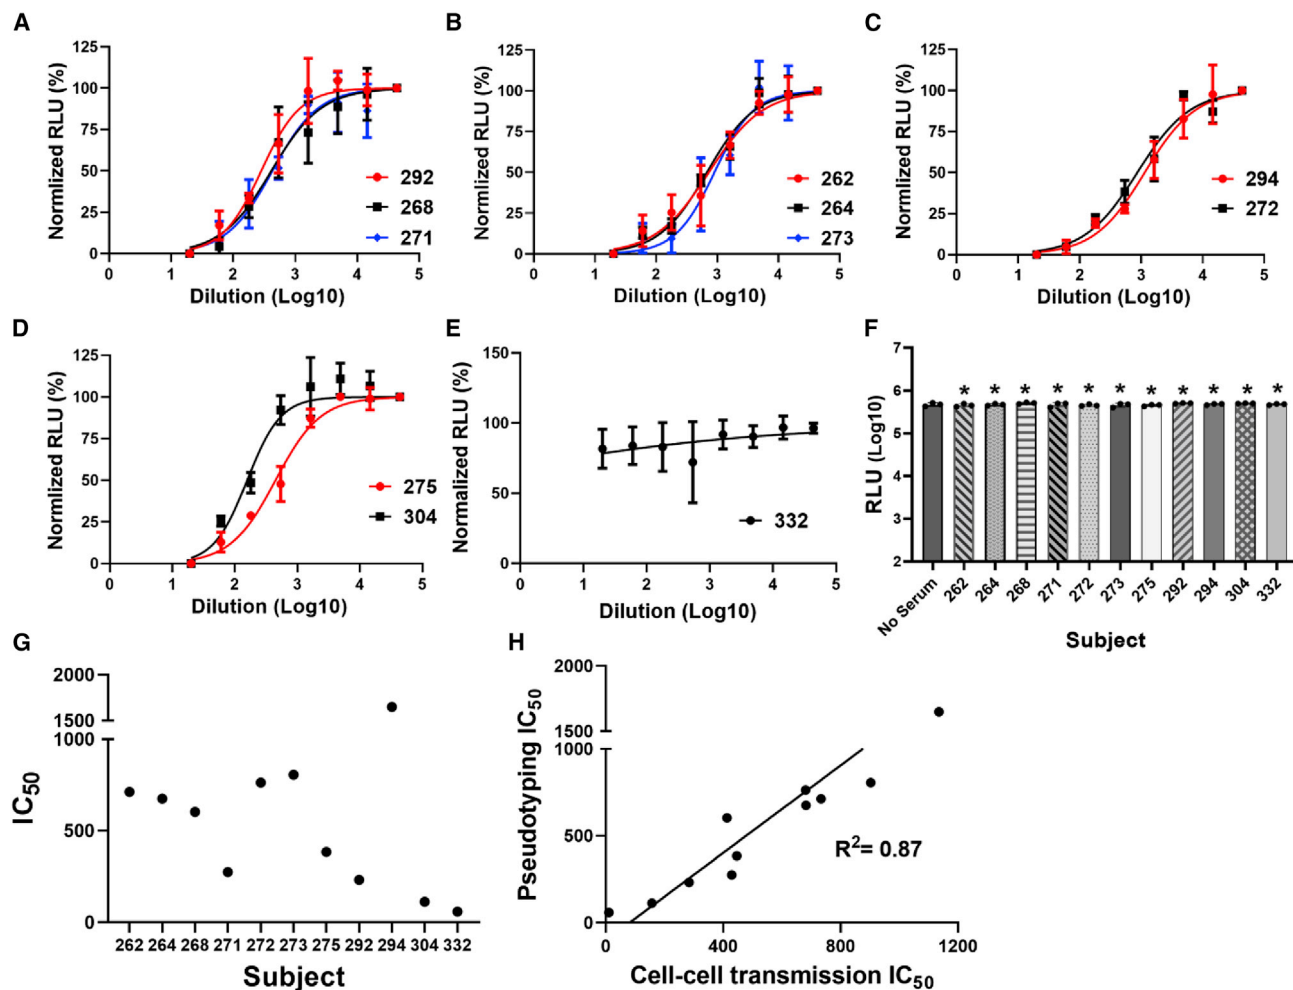 A
Normlized RLU (%)
125
100
75
50
25
0
0 1 2 3 4 5
Dilution (Log10)
292
268
271
B
Normlized RLU (%)
125
100
75
50
25
0
0 1 2 3 4 5
Dilution (Log10)
262
264
273
C
Normlized RLU (%)
125
100
75
50
25
0
0 1 2 3 4 5
Dilution (Log10)
294
272
D
Normlized RLU (%)
125
100
75
50
25
0
0 1 2 3 4 5
Dilution (Log10)
275
304
E
Normalized RLU (%)
150
100
50
0
0 1 2 3 4 5
Dilution (Log10)
332
F
RLU (Log10)
7
6
5
4
3
2
* * * * * * * * * * *
No Serum 262 264 268 271 272 273 275 292 294 304 332
Subject
G
IC50
2000
1500
1000
500
0
262 264 268 271 272 273 275 292 294 304 332
Subject
H
Pseudotyping IC50
2000
1500
1000
500
0
R2= 0.87
0 400 800 1200
Cell-cell transmission IC50